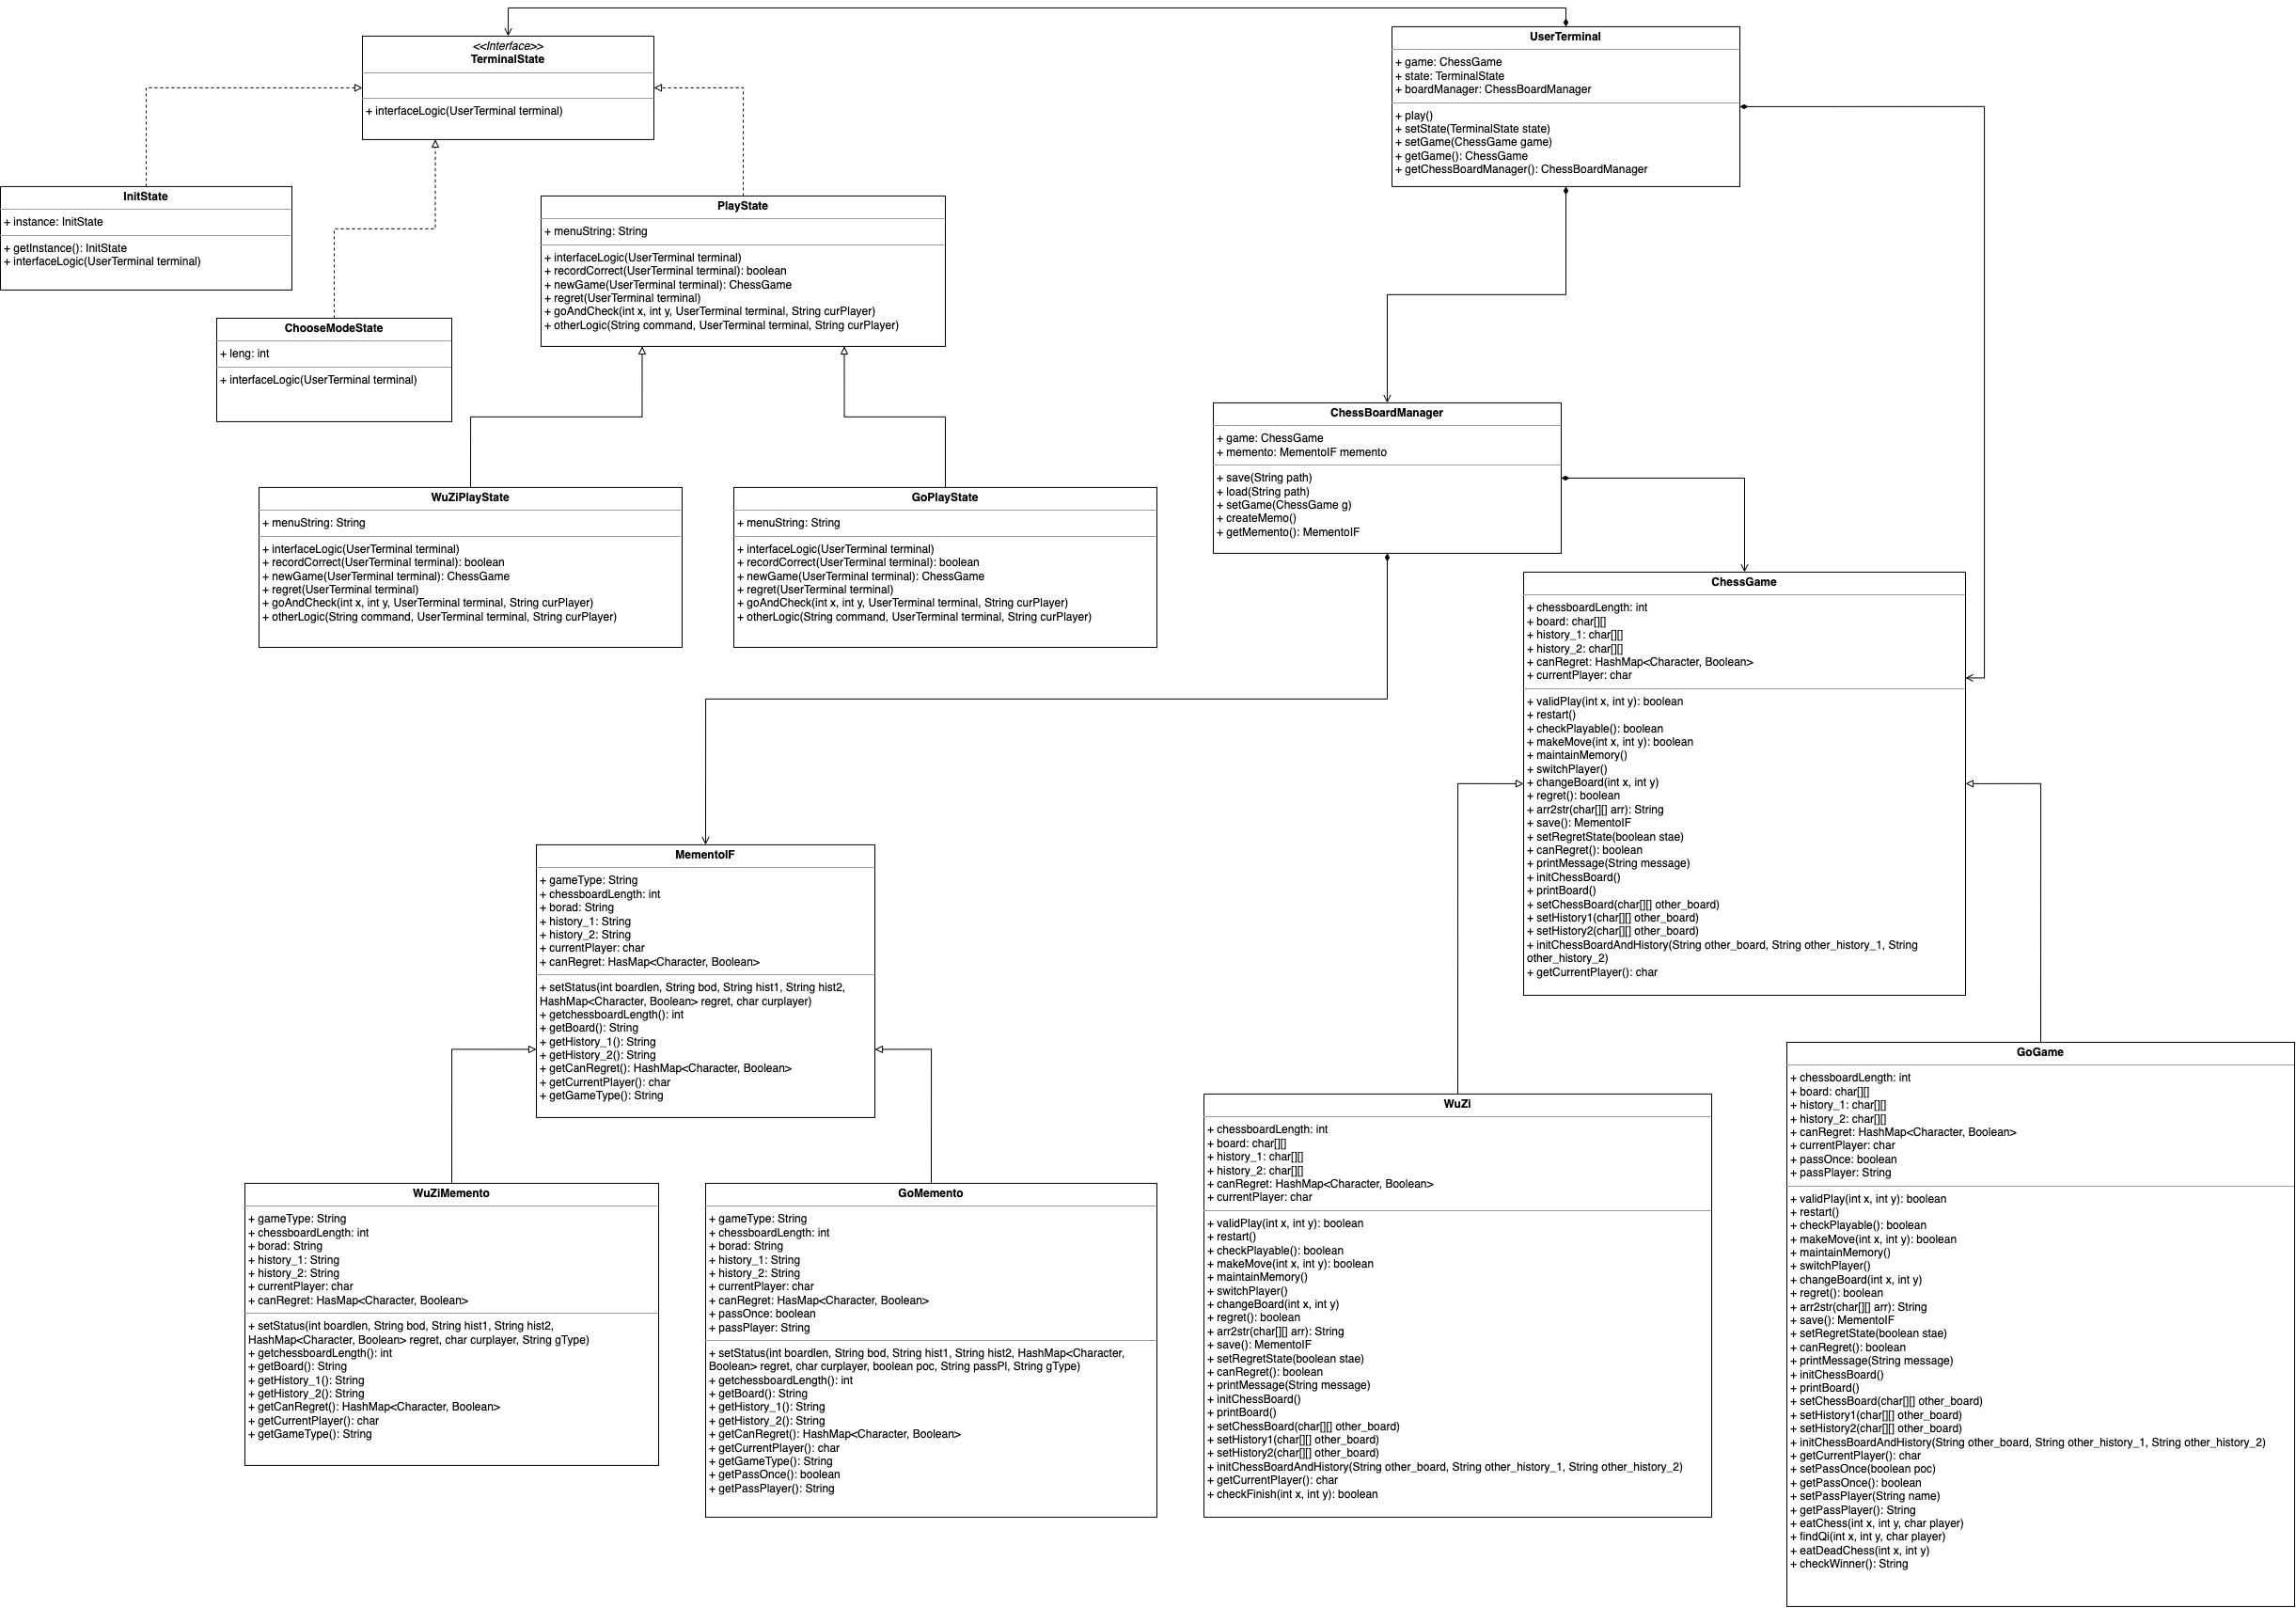 <<Interface>>
TerminalState
+ interfaceLogic(UserTerminal terminal)
UserTerminal
+ game: ChessGame
+ state: TerminalState
+ boardManager: ChessBoardManager
+ play()
+ setState(TerminalState state)
+ setGame(ChessGame game)
+ getGame(): ChessGame
+ getChessBoardManager(): ChessBoardManager
InitState
+ instance: InitState
+ getInstance(): InitState
+ interfaceLogic(UserTerminal terminal)
PlayState
+ menuString: String
+ interfaceLogic(UserTerminal terminal)
+ recordCorrect(UserTerminal terminal): boolean
+ newGame(UserTerminal terminal): ChessGame
+ regret(UserTerminal terminal)
+ goAndCheck(int x, int y, UserTerminal terminal, String curPlayer)
+ otherLogic(String command, UserTerminal terminal, String curPlayer)
ChooseModeState
+ leng: int
+ interfaceLogic(UserTerminal terminal)
ChessBoardManager
+ game: ChessGame
+ memento: MementoIF memento
+ save(String path)
+ load(String path)
+ setGame(ChessGame g)
+ createMemo()
+ getMemento(): MementoIF
WuZiPlayState
+ menuString: String
+ interfaceLogic(UserTerminal terminal)
+ recordCorrect(UserTerminal terminal): boolean
+ newGame(UserTerminal terminal): ChessGame
+ regret(UserTerminal terminal)
+ goAndCheck(int x, int y, UserTerminal terminal, String curPlayer)
+ otherLogic(String command, UserTerminal terminal, String curPlayer)
GoPlayState
+ menuString: String
+ interfaceLogic(UserTerminal terminal)
+ recordCorrect(UserTerminal terminal): boolean
+ newGame(UserTerminal terminal): ChessGame
+ regret(UserTerminal terminal)
+ goAndCheck(int x, int y, UserTerminal terminal, String curPlayer)
+ otherLogic(String command, UserTerminal terminal, String curPlayer)
ChessGame
+ chessboardLength: int
+ board: char[][]
+ history_1: char[][]
+ history_2: char[][]
+ canRegret: HashMap<Character, Boolean>
+ currentPlayer: char
+ validPlay(int x, int y): boolean
+ restart()
+ checkPlayable(): boolean
+ makeMove(int x, int y): boolean
+ maintainMemory()
+ switchPlayer()
+ changeBoard(int x, int y)
+ regret(): boolean
+ arr2str(char[][] arr): String
+ save(): MementoIF
+ setRegretState(boolean stae)
+ canRegret(): boolean
+ printMessage(String message)
+ initChessBoard()
+ printBoard()
+ setChessBoard(char[][] other_board)
+ setHistory1(char[][] other_board)
+ setHistory2(char[][] other_board)
+ initChessBoardAndHistory(String other_board, String other_history_1, String
other_history_2)
+ getCurrentPlayer(): char
MementoIF
+ gameType: String
+ chessboardLength: int
+ borad: String
+ history_1: String
+ history_2: String
+ currentPlayer: char
+ canRegret: HasMap<Character, Boolean>
+ setStatus(int boardlen, String bod, String hist1, String hist2,
HashMap<Character, Boolean> regret, char curplayer)
+ getchessboardLength(): int
+ getBoard(): String
+ getHistory_1(): String
+ getHistory_2(): String
+ getCanRegret(): HashMap<Character, Boolean>
+ getCurrentPlayer(): char
+ getGameType(): String
WuZiMemento
+ gameType: String
+ chessboardLength: int
+ borad: String
+ history_1: String
+ history_2: String
+ currentPlayer: char
+ canRegret: HasMap<Character, Boolean>
+ setStatus(int boardlen, String bod, String hist1, String hist2,
HashMap<Character, Boolean> regret, char curplayer, String gType)
+ getchessboardLength(): int
+ getBoard(): String
+ getHistory_1(): String
+ getHistory_2(): String
+ getCanRegret(): HashMap<Character, Boolean>
+ getCurrentPlayer(): char
+ getGameType(): String
GoMemento
+ gameType: String
+ chessboardLength: int
+ borad: String
+ history_1: String
+ history_2: String
+ currentPlayer: char
+ canRegret: HasMap<Character, Boolean>
+ passOnce: boolean
+ passPlayer: String
+ setStatus(int boardlen, String bod, String hist1, String hist2, HashMap<Character,
Boolean> regret, char curplayer, boolean poc, String passPl, String gType)
+ getchessboardLength(): int
+ getBoard(): String
+ getHistory_1(): String
+ getHistory_2(): String
+ getCanRegret(): HashMap<Character, Boolean>
+ getCurrentPlayer(): char
+ getGameType(): String
+ getPassOnce(): boolean
+ getPassPlayer(): String
WuZi
+ chessboardLength: int
+ board: char[][]
+ history_1: char[][]
+ history_2: char[][]
+ canRegret: HashMap<Character, Boolean>
+ currentPlayer: char
+ validPlay(int x, int y): boolean
+ restart()
+ checkPlayable(): boolean
+ makeMove(int x, int y): boolean
+ maintainMemory()
+ switchPlayer()
+ changeBoard(int x, int y)
+ regret(): boolean
+ arr2str(char[][] arr): String
+ save(): MementoIF
+ setRegretState(boolean stae)
+ canRegret(): boolean
+ printMessage(String message)
+ initChessBoard()
+ printBoard()
+ setChessBoard(char[][] other_board)
+ setHistory1(char[][] other_board)
+ setHistory2(char[][] other_board)
+ initChessBoardAndHistory(String other_board, String other_history_1, String other_history_2)
+ getCurrentPlayer(): char
+ checkFinish(int x, int y): boolean
GoGame
+ chessboardLength: int
+ board: char[][]
+ history_1: char[][]
+ history_2: char[][]
+ canRegret: HashMap<Character, Boolean>
+ currentPlayer: char
+ passOnce: boolean
+ passPlayer: String
+ validPlay(int x, int y): boolean
+ restart()
+ checkPlayable(): boolean
+ makeMove(int x, int y): boolean
+ maintainMemory()
+ switchPlayer()
+ changeBoard(int x, int y)
+ regret(): boolean
+ arr2str(char[][] arr): String
+ save(): MementoIF
+ setRegretState(boolean stae)
+ canRegret(): boolean
+ printMessage(String message)
+ initChessBoard()
+ printBoard()
+ setChessBoard(char[][] other_board)
+ setHistory1(char[][] other_board)
+ setHistory2(char[][] other_board)
+ initChessBoardAndHistory(String other_board, String other_history_1, String other_history_2)
+ getCurrentPlayer(): char
+ setPassOnce(boolean poc)
+ getPassOnce(): boolean
+ setPassPlayer(String name)
+ getPassPlayer(): String
+ eatChess(int x, int y, char player)
+ findQi(int x, int y, char player)
+ eatDeadChess(int x, int y)
+ checkWinner(): String